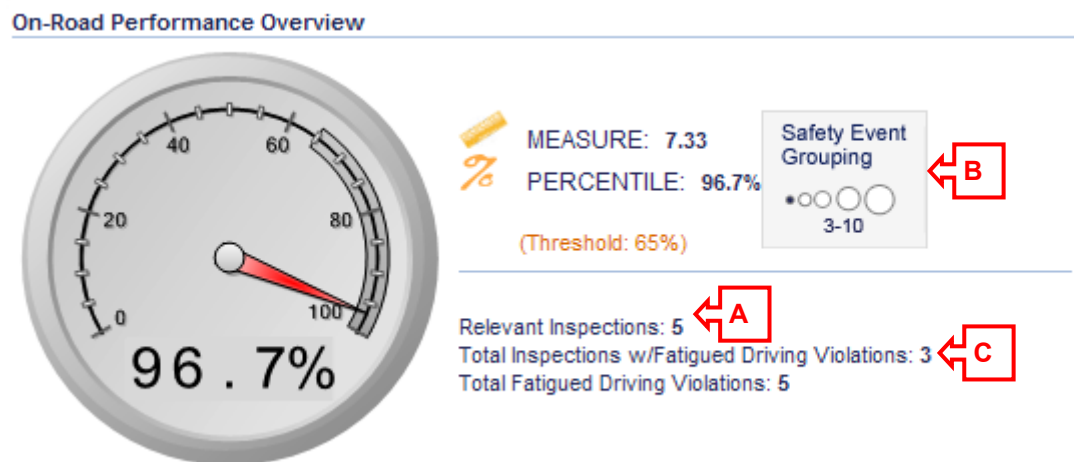 On-Road Performance Overview
40
60
20
80
0
100
96.7%
MEASURE: 7.33
PERCENTILE: 96.7%
(Threshold: 65%)
Safety Event
Grouping
3-10
B
Relevant Inspections: 5
A
Total Inspections w/Fatigued Driving Violations: 3
C
Total Fatigued Driving Violations: 5